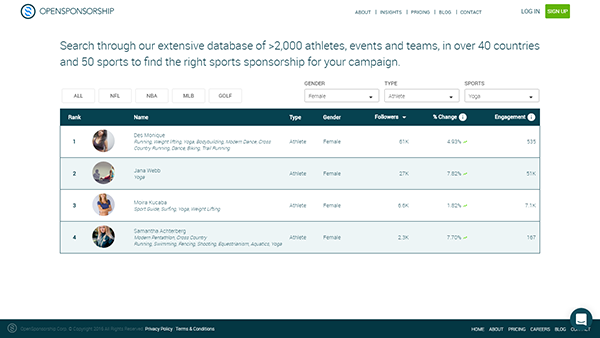 OPENSPONSORSHIP
ABOUT | INSIGHTS | PRICING | BLOG | CONTACT
LOG IN
SIGN UP
Search through our extensive database of >2,000 athletes, events and teams, in over 40 countries
and 50 sports to find the right sports sponsorship for your campaign.
ALL
NFL
NBA
MLB
GOLF
GENDER
Female
TYPE
Athlete
SPORTS
Yoga
Rank Name Type Gender Followers % Change Engagement
1 Des Monique Athlete Female 61K 4.93% 535
Running, Weight lifting, Yoga, Bodybuilding, Modern Dance, Cross
Country Running, Dance, Biking, Trail Running
2 Jana Webb Athlete Female 27K 7.82% 51K
Yoga
3 Moira Kucaba Athlete Female 6.6K 1.62% 7.1K
Sport Guide, Surfing, Yoga, Weight Lifting
4 Samantha Achterberg Athlete Female 2.3K 7.70% 167
Modern Pentathlon, Cross Country
Running, Swimming, Fencing, Shooting, Equestrianism, Aquatics, Yoga
OpenSponsorship Corp. © Copyright All Rights Reserved. Privacy Policy | Terms & Conditions
HOME ABOUT PRICING CAREERS BLOG